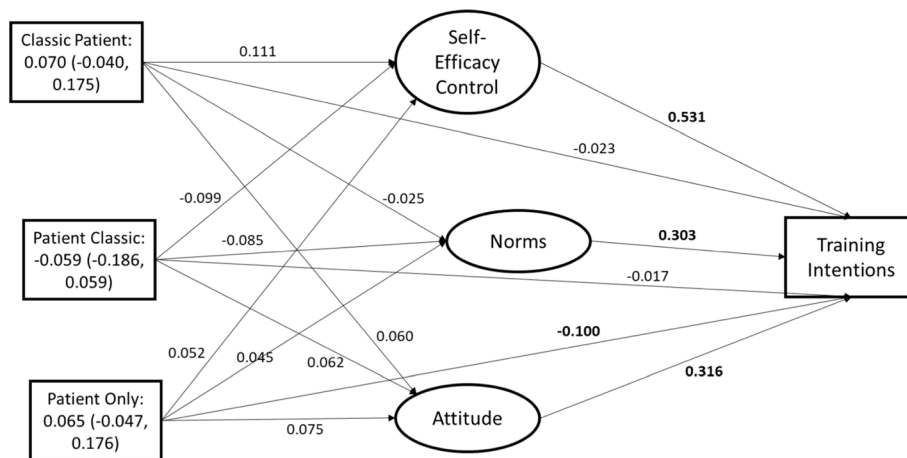 Classic Patient:
0.070 (-0.040,
0.175)
0.111
Self-
Efficacy
Control
0.531
-0.023
-0.099
-0.025
Patient Classic:
-0.059 (-0.186,
0.059)
-0.085
Norms
0.303
Training
Intentions
-0.017
0.052
0.045
0.062
0.060
-0.100
0.316
Patient Only:
0.065 (-0.047,
0.176)
0.075
Attitude